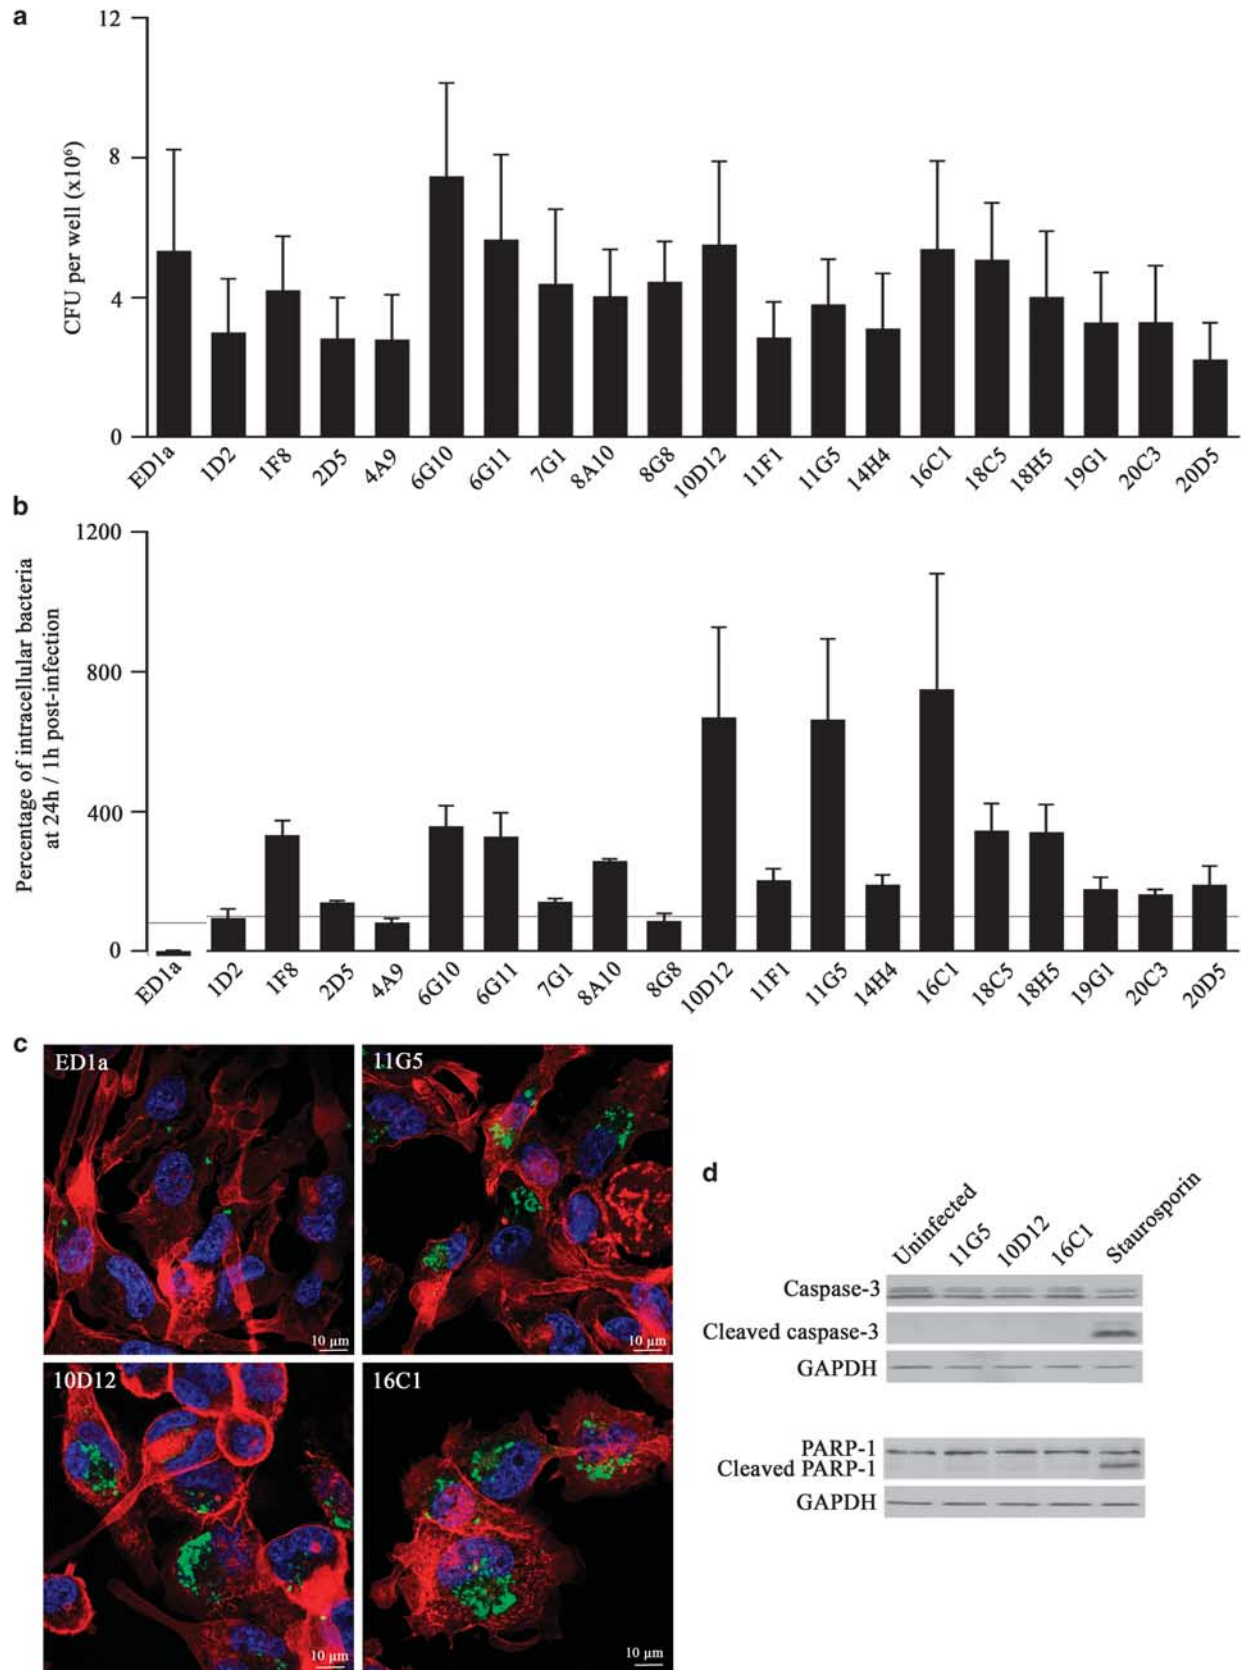 a
12
8
4
0
CFU per well (x10⁶)
ED1a 1D2 1F8 2D5 4A9 6G10 6G11 7G1 8A10 8G8 10D12 11F1 11G5 14H4 16C1 18C5 18H5 19G1 20C3 20D5
b
1200
800
400
0
Percentage of intracellular bacteria
at 24h / 1h post-infection
ED1a 1D2 1F8 2D5 4A9 6G10 6G11 7G1 8A10 8G8 10D12 11F1 11G5 14H4 16C1 18C5 18H5 19G1 20C3 20D5
c
ED1a
10 µm
11G5
10 µm
10D12
10 µm
16C1
10 µm
d
Uninfected 11G5 10D12 16C1 Staurosporin
Caspase-3
Cleaved caspase-3
GAPDH
PARP-1
Cleaved PARP-1
GAPDH